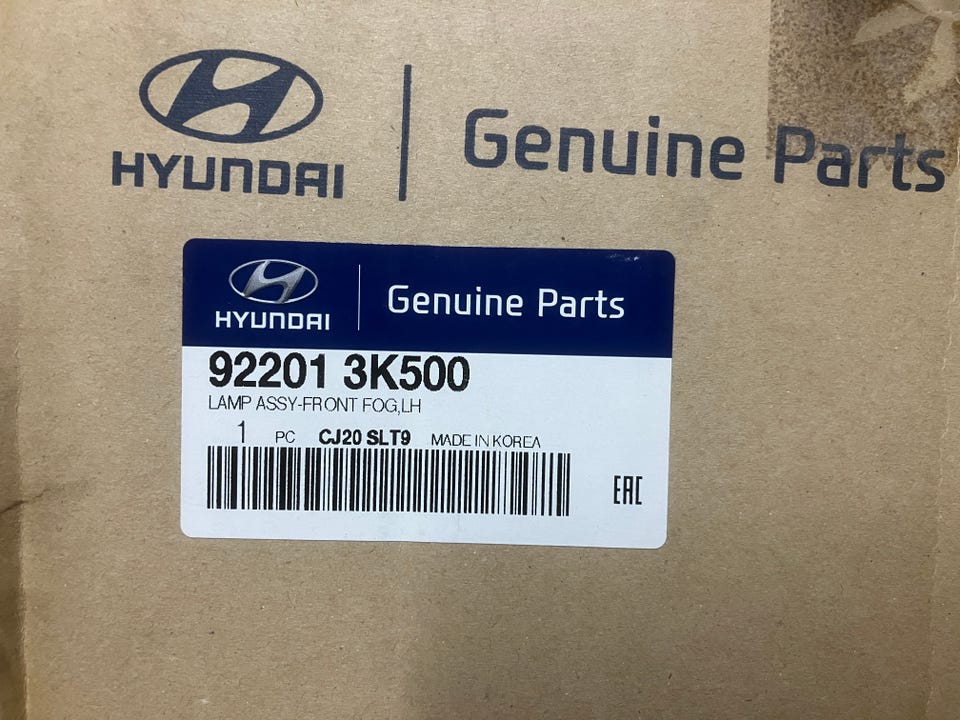 HYUNDAI
Genuine Parts
HYUNDAI
Genuine Parts
92201 3K500
LAMP ASSY-FRONT FOG,LH
1 PC CJ20 SLT9 MADE IN KOREA
EAC